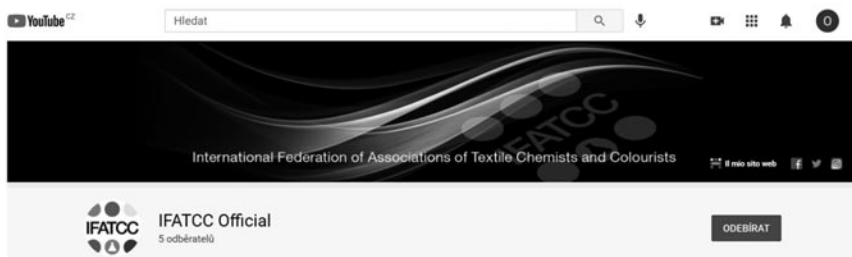 YouTube CZ
Hledat
O
IFATCC
International Federation of Associations of Textile Chemists and Colourists
Il mio sito web
IFATCC
IFATCC Official
5 odběratelů
ODEBÍRAT